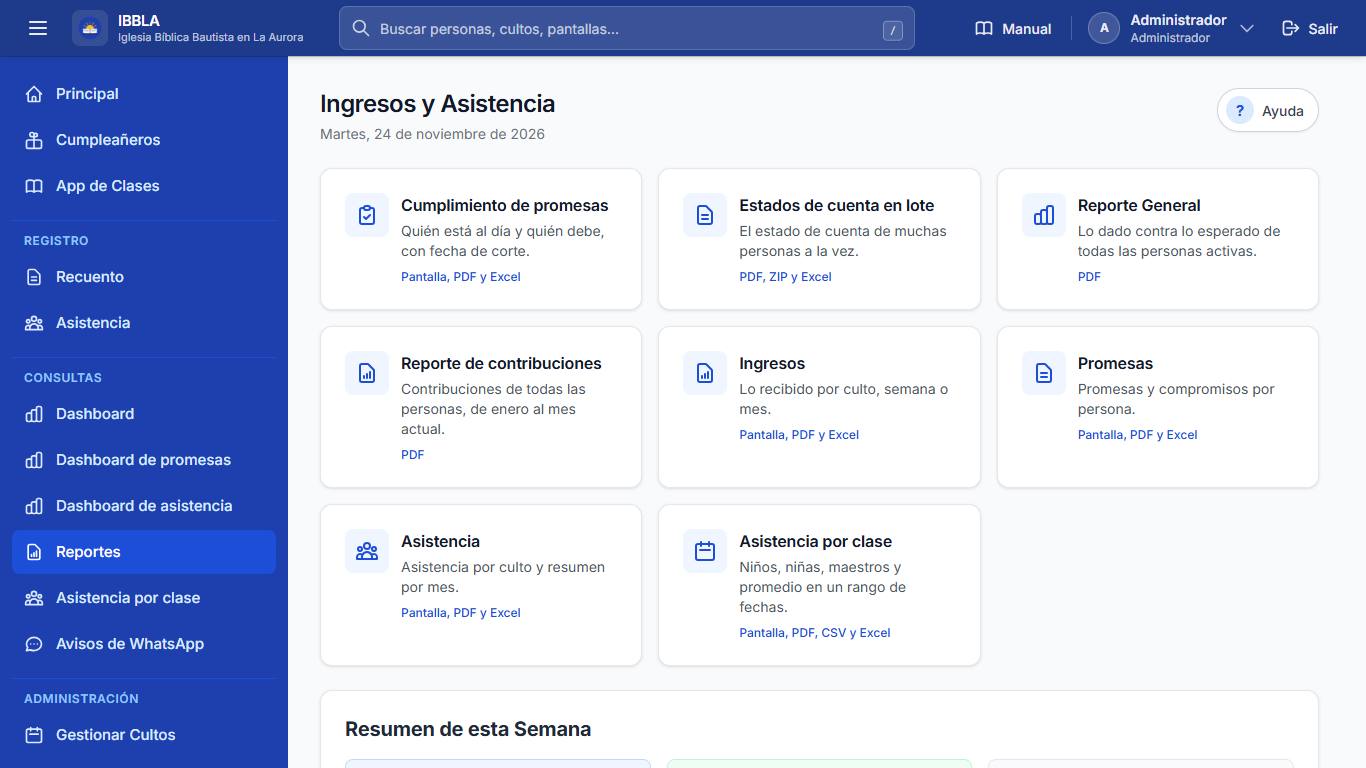 IBBLA
Iglesia Bíblica Bautista en La Aurora
Buscar personas, cultos, pantallas...
/
Manual
A
Administrador
Administrador
Salir
Principal
Cumpleañeros
App de Clases
REGISTRO
Recuento
Asistencia
CONSULTAS
Dashboard
Dashboard de promesas
Dashboard de asistencia
Reportes
Asistencia por clase
Avisos de WhatsApp
ADMINISTRACIÓN
Gestionar Cultos
Ingresos y Asistencia
Martes, 24 de noviembre de 2026
? Ayuda
Cumplimiento de promesas
Quién está al día y quién debe,
con fecha de corte.
Pantalla, PDF y Excel
Estados de cuenta en lote
El estado de cuenta de muchas
personas a la vez.
PDF, ZIP y Excel
Reporte General
Lo dado contra lo esperado de
todas las personas activas.
PDF
Reporte de contribuciones
Contribuciones de todas las
personas, de enero al mes
actual.
PDF
Ingresos
Lo recibido por culto, semana o
mes.
Pantalla, PDF y Excel
Promesas
Promesas y compromisos por
persona.
Pantalla, PDF y Excel
Asistencia
Asistencia por culto y resumen
por mes.
Pantalla, PDF y Excel
Asistencia por clase
Niños, niñas, maestros y
promedio en un rango de
fechas.
Pantalla, PDF, CSV y Excel
Resumen de esta Semana